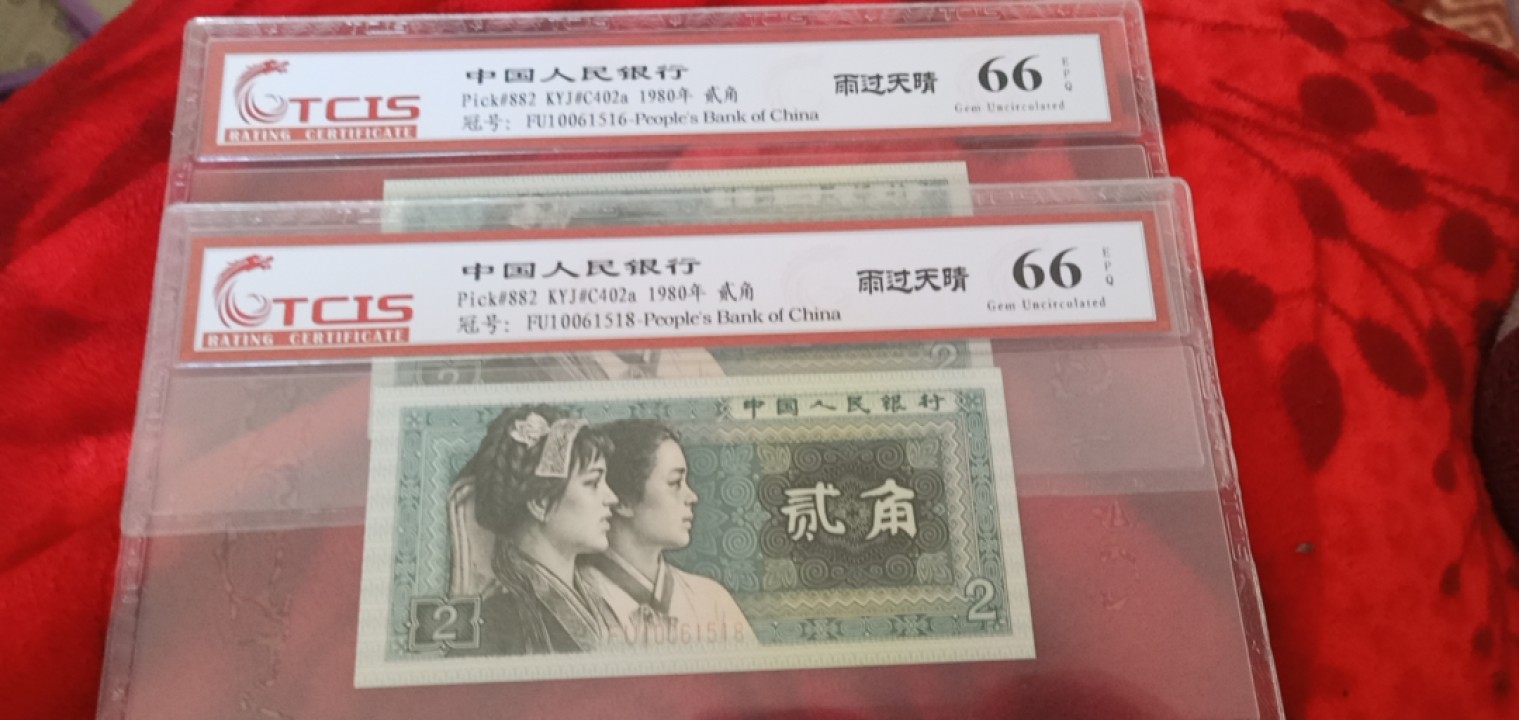 TCIS
RATING CERTIFICATE
中国人民银行
Pick#882 KYJ#C402a 1980年 贰角
冠号: FU10061516-People's Bank of China
雨过天晴
66
EPQ
Gem Uncirculated
TCIS
RATING CERTIFICATE
中国人民银行
Pick#882 KYJ#C402a 1980年 贰角
冠号: FU10061518-People's Bank of China
雨过天晴
66
EPQ
Gem Uncirculated
2
2
中国人民银行
贰角
2
2
FU10061518